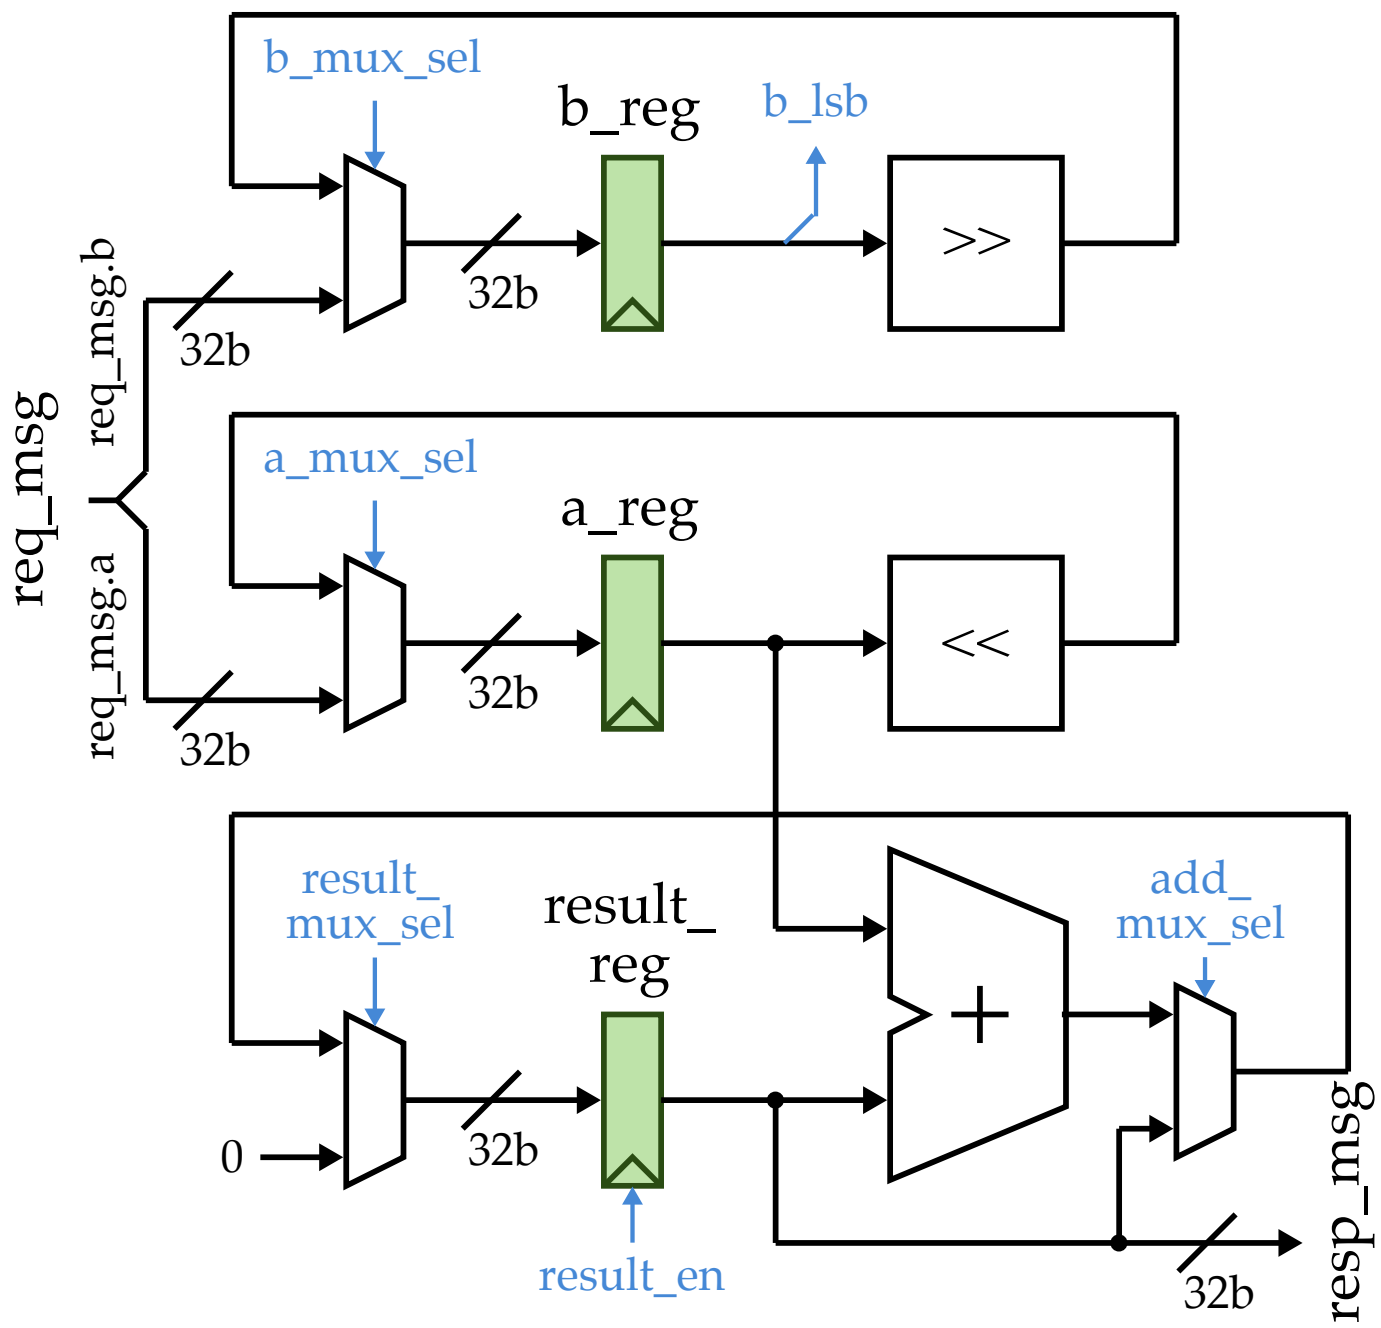 b_mux_sel
b_reg
b_lsb
>>
32b
req_msg.b
32b
req_msg
a_mux_sel
a_reg
<<
32b
req_msg.a
32b
result_
mux_sel
result_
reg
+
add_
mux_sel
0
32b
result_en
32b
resp_msg